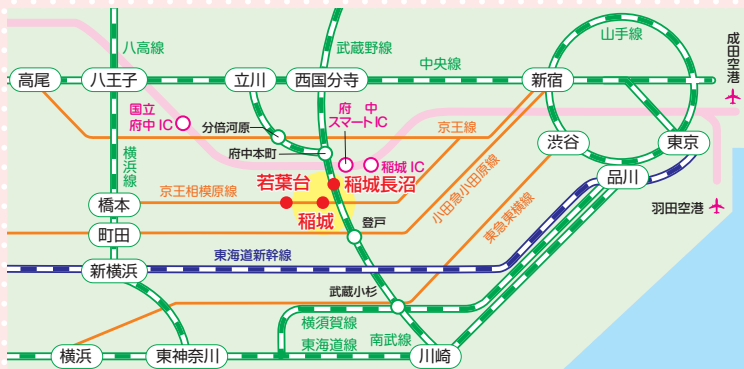 八高線
武蔵野線
山手線
成田空港
中央線
高尾
八王子
立川
西国分寺
新宿
国立
府中IC
分倍河原
府中
スマートIC
京王線
府中本町
稲城IC
渋谷
東京
横浜線
若葉台
稲城長沼
品川
京王相模原線
小田急小田原線
橋本
稲城
東急東横線
羽田空港
町田
登戸
東海道新幹線
新横浜
武蔵小杉
横須賀線
東海道線
南武線
横浜
東神奈川
川崎